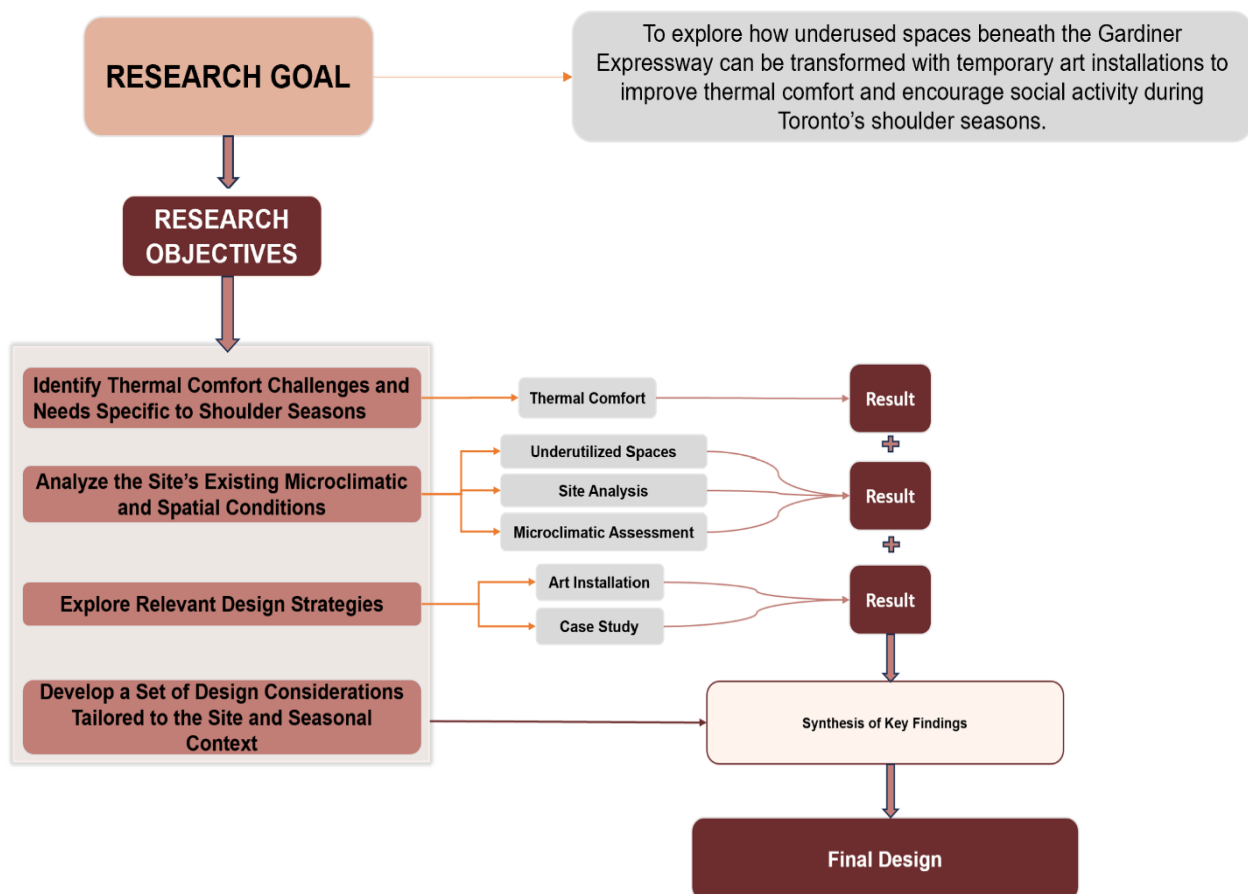 RESEARCH GOAL
To explore how underused spaces beneath the Gardiner
Expressway can be transformed with temporary art installations to
improve thermal comfort and encourage social activity during
Toronto’s shoulder seasons.
RESEARCH
OBJECTIVES
Identify Thermal Comfort Challenges and
Needs Specific to Shoulder Seasons
Thermal Comfort
Result
Analyze the Site’s Existing Microclimatic
and Spatial Conditions
Underutilized Spaces
Site Analysis
Microclimatic Assessment
Result
Explore Relevant Design Strategies
Art Installation
Case Study
Result
Develop a Set of Design Considerations
Tailored to the Site and Seasonal
Context
Synthesis of Key Findings
Final Design